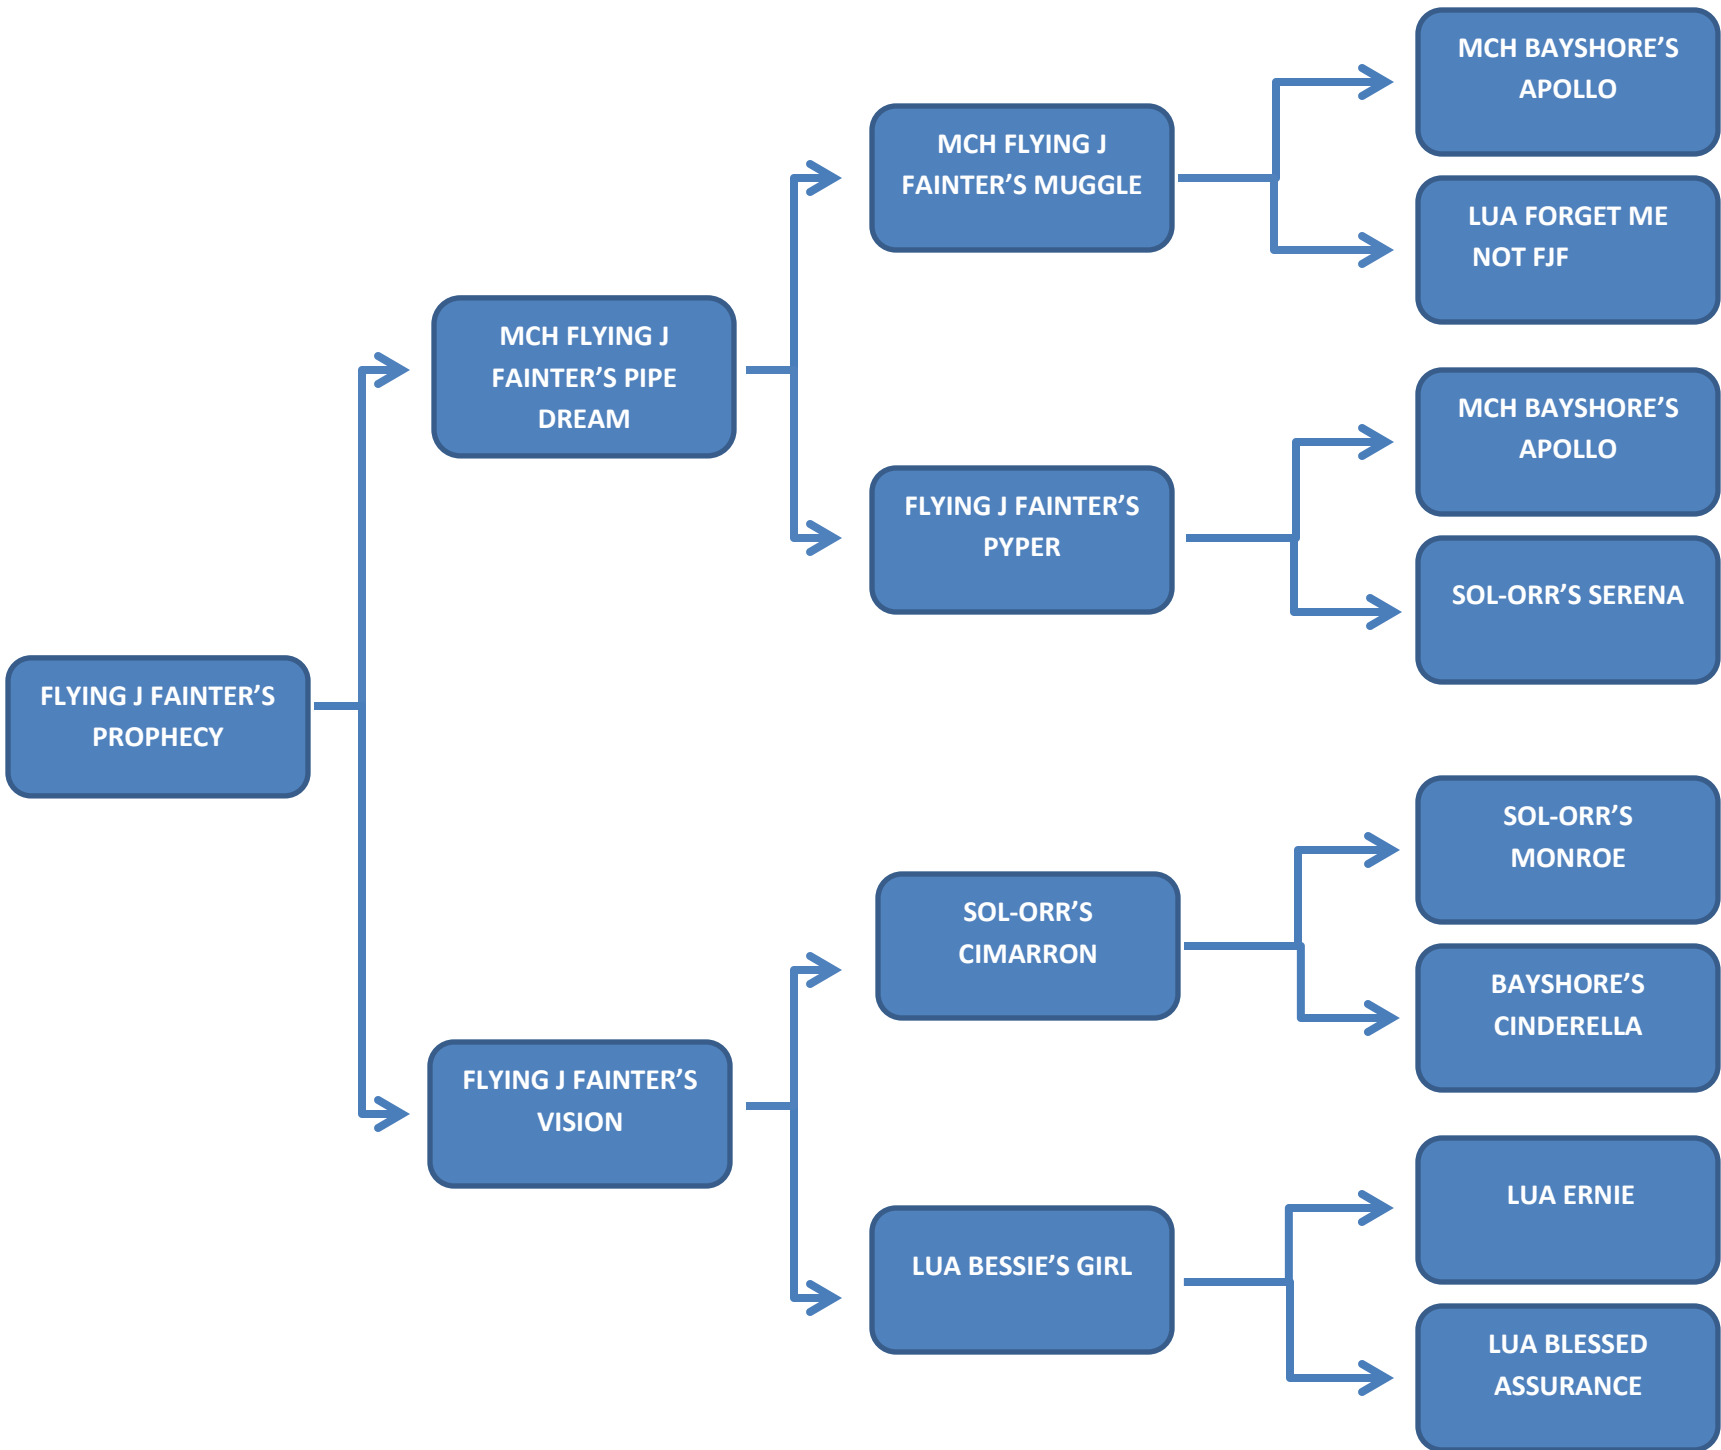 MCH BAYSHORE’S
APOLLO
MCH FLYING J
FAINTER’S MUGGLE
LUA FORGET ME
NOT FJF
MCH FLYING J
FAINTER’S PIPE
DREAM
MCH BAYSHORE’S
APOLLO
FLYING J FAINTER’S
PYPER
SOL-ORR’S SERENA
FLYING J FAINTER’S
PROPHECY
SOL-ORR’S
MONROE
SOL-ORR’S
CIMARRON
BAYSHORE’S
CINDERELLA
FLYING J FAINTER’S
VISION
LUA ERNIE
LUA BESSIE’S GIRL
LUA BLESSED
ASSURANCE